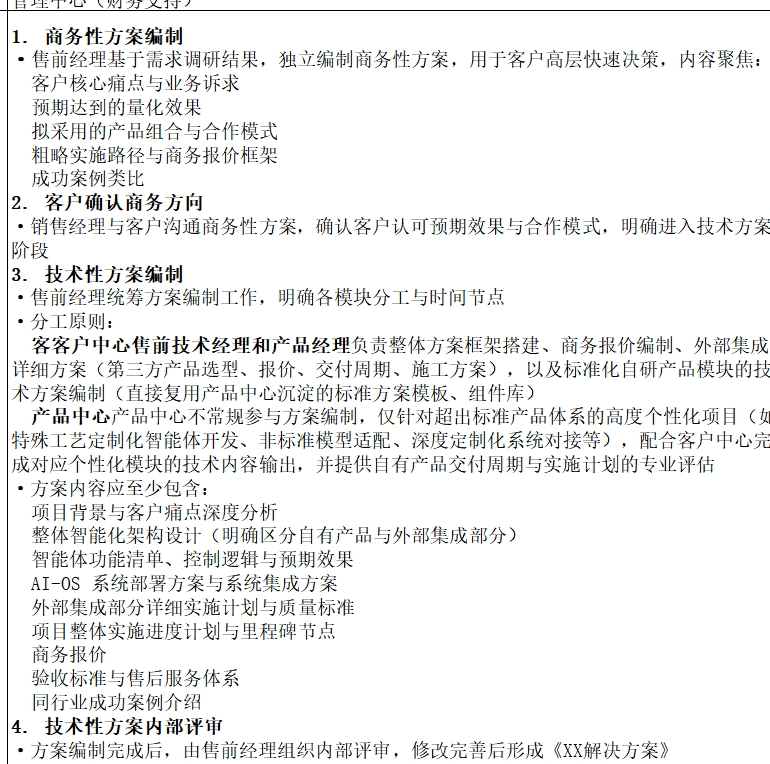 管理中心（财务支持）
1. 商务性方案编制
·售前经理基于需求调研结果，独立编制商务性方案，用于客户高层快速决策，内容聚焦：
客户核心痛点与业务诉求
预期达到的量化效果
拟采用的产品组合与合作模式
粗略实施路径与商务报价框架
成功案例类比
2. 客户确认商务方向
·销售经理与客户沟通商务性方案，确认客户认可预期效果与合作模式，明确进入技术方案
阶段
3. 技术性方案编制
·售前经理统筹方案编制工作，明确各模块分工与时间节点
·分工原则：
客客户中心售前技术经理和产品经理负责整体方案框架搭建、商务报价编制、外部集成
详细方案（第三方产品选型、报价、交付周期、施工方案），以及标准化自研产品模块的技
术方案编制（直接复用产品中心沉淀的标准方案模板、组件库）
产品中心产品中心不常规参与方案编制，仅针对超出标准产品体系的高度个性化项目（如
特殊工艺定制化智能体开发、非标准模型适配、深度定制化系统对接等），配合客户中心完
成对应个性化模块的技术内容输出，并提供自有产品交付周期与实施计划的专业评估
·方案内容应至少包含：
项目背景与客户痛点深度分析
整体智能化架构设计（明确区分自有产品与外部集成部分）
智能体功能清单、控制逻辑与预期效果
AI-OS 系统部署方案与系统集成方案
外部集成部分详细实施计划与质量标准
项目整体实施进度计划与里程碑节点
商务报价
验收标准与售后服务体系
同行业成功案例介绍
4. 技术性方案内部评审
·方案编制完成后，由售前经理组织内部评审，修改完善后形成《XX解决方案》